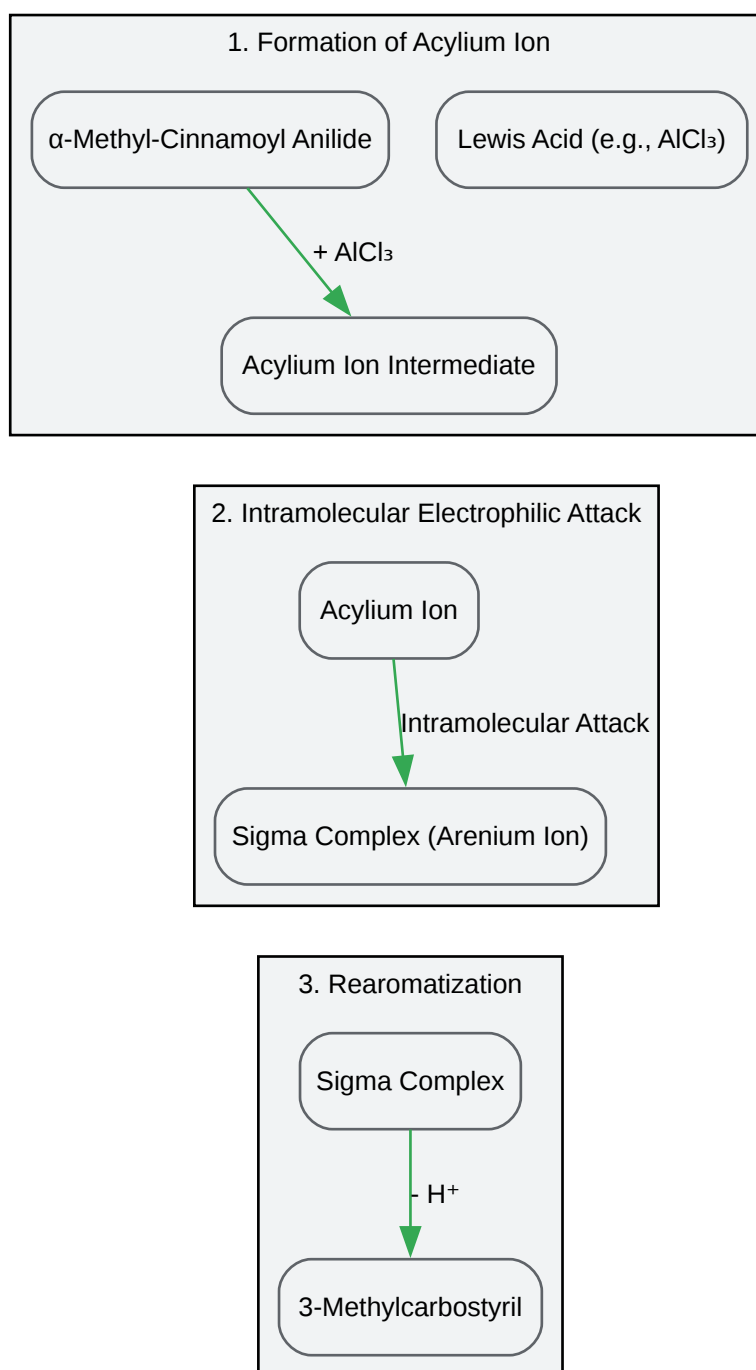 1. Formation of Acylium Ion
α-Methyl-Cinnamoyl Anilide
Lewis Acid (e.g., AlCl₃)
+ AlCl₃
Acylium Ion Intermediate
2. Intramolecular Electrophilic Attack
Acylium Ion
Intramolecular Attack
Sigma Complex (Arenium Ion)
3. Rearomatization
Sigma Complex
- H⁺
3-Methylcarbostyril